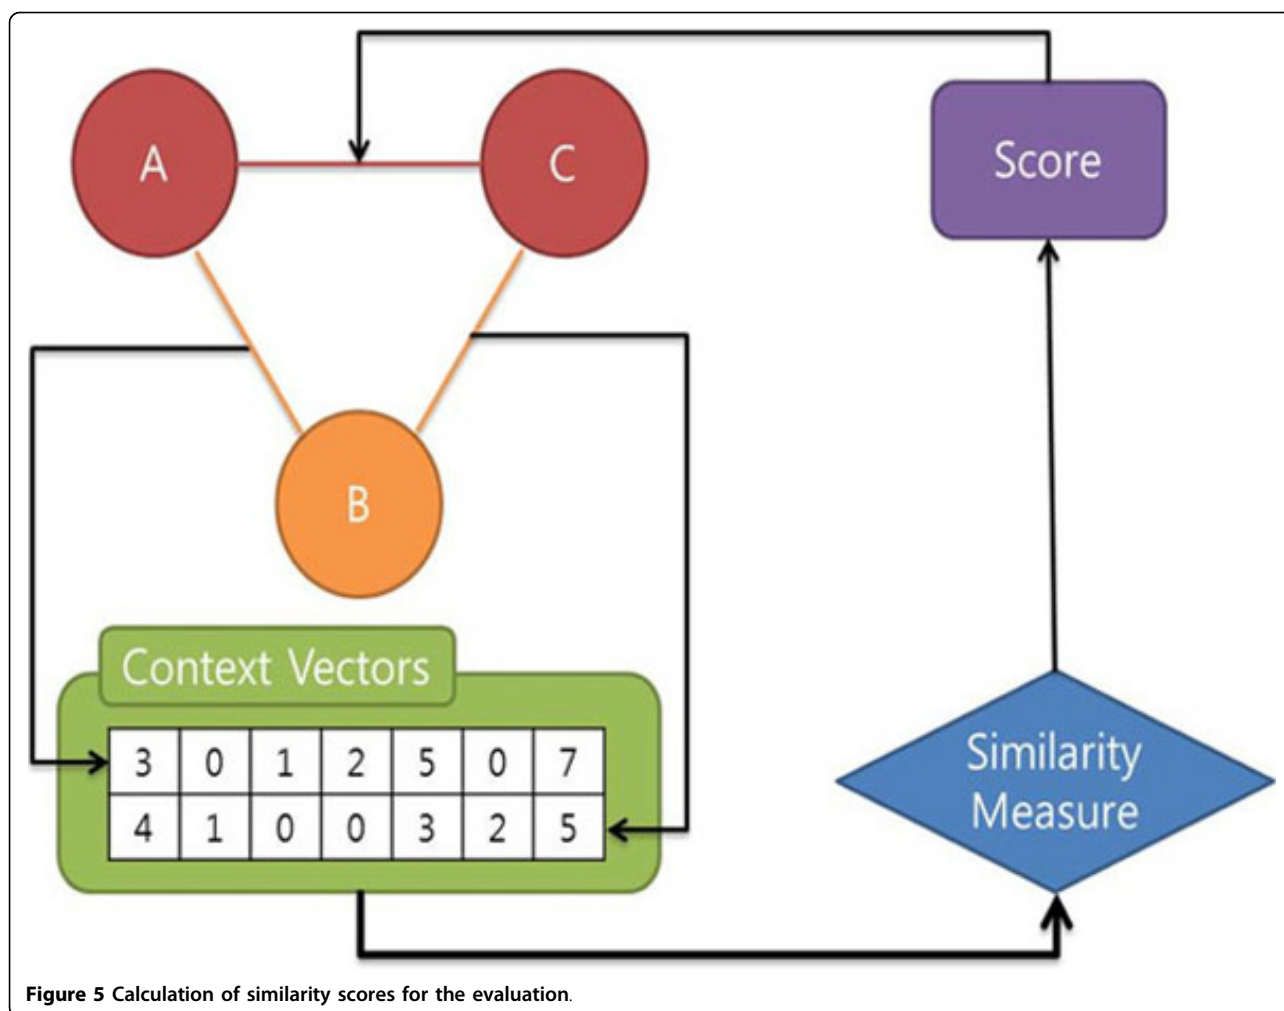 A
C
Score
B
Context Vectors
3 0 1 2 5 0 7
4 1 0 0 3 2 5
Similarity
Measure
Figure 5 Calculation of similarity scores for the evaluation.